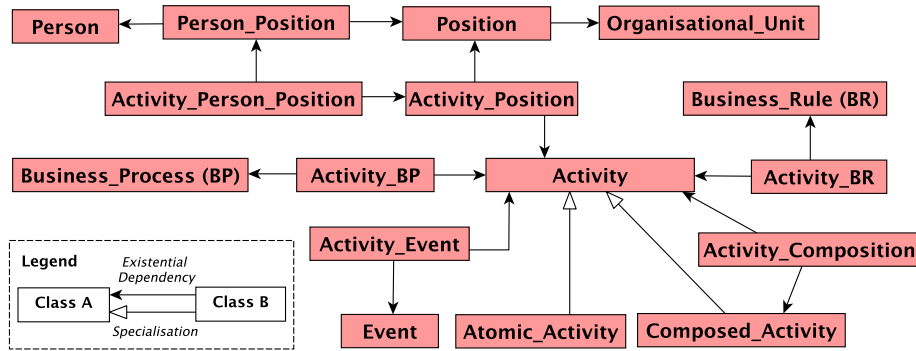 Person
Person_Position
Position
Organisational_Unit
Activity_Person_Position
Activity_Position
Business_Rule (BR)
Business_Process (BP)
Activity_BP
Activity
Activity_BR
Activity_Event
Activity_Composition
Event
Atomic_Activity
Composed_Activity
Legend
Existential
Dependency
Class A
Class B
Specialisation